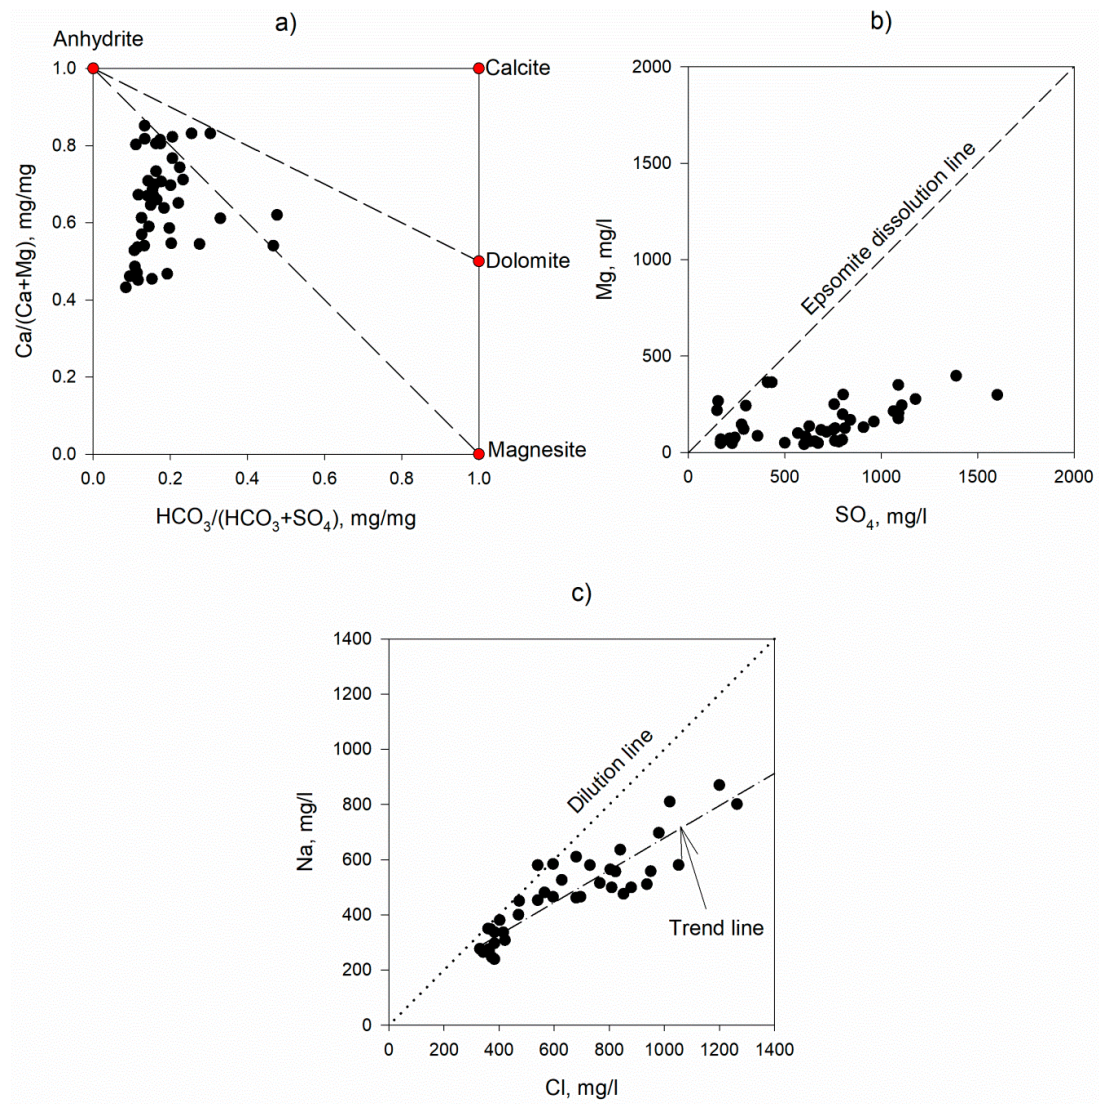 a)
Anhydrite
1.0
0.8
0.6
0.4
0.2
0.0
Ca/(Ca+Mg), mg/mg
Calcite
Dolomite
Magnesite
0.0 0.2 0.4 0.6 0.8 1.0
HCO3/(HCO3+SO4), mg/mg
b)
2000
1500
1000
500
0
Mg, mg/l
Epsomite dissolution line
0 500 1000 1500 2000
SO4, mg/l
c)
1400
1200
1000
800
600
400
200
0
Na, mg/l
Dilution line
Trend line
0 200 400 600 800 1000 1200 1400
Cl, mg/l